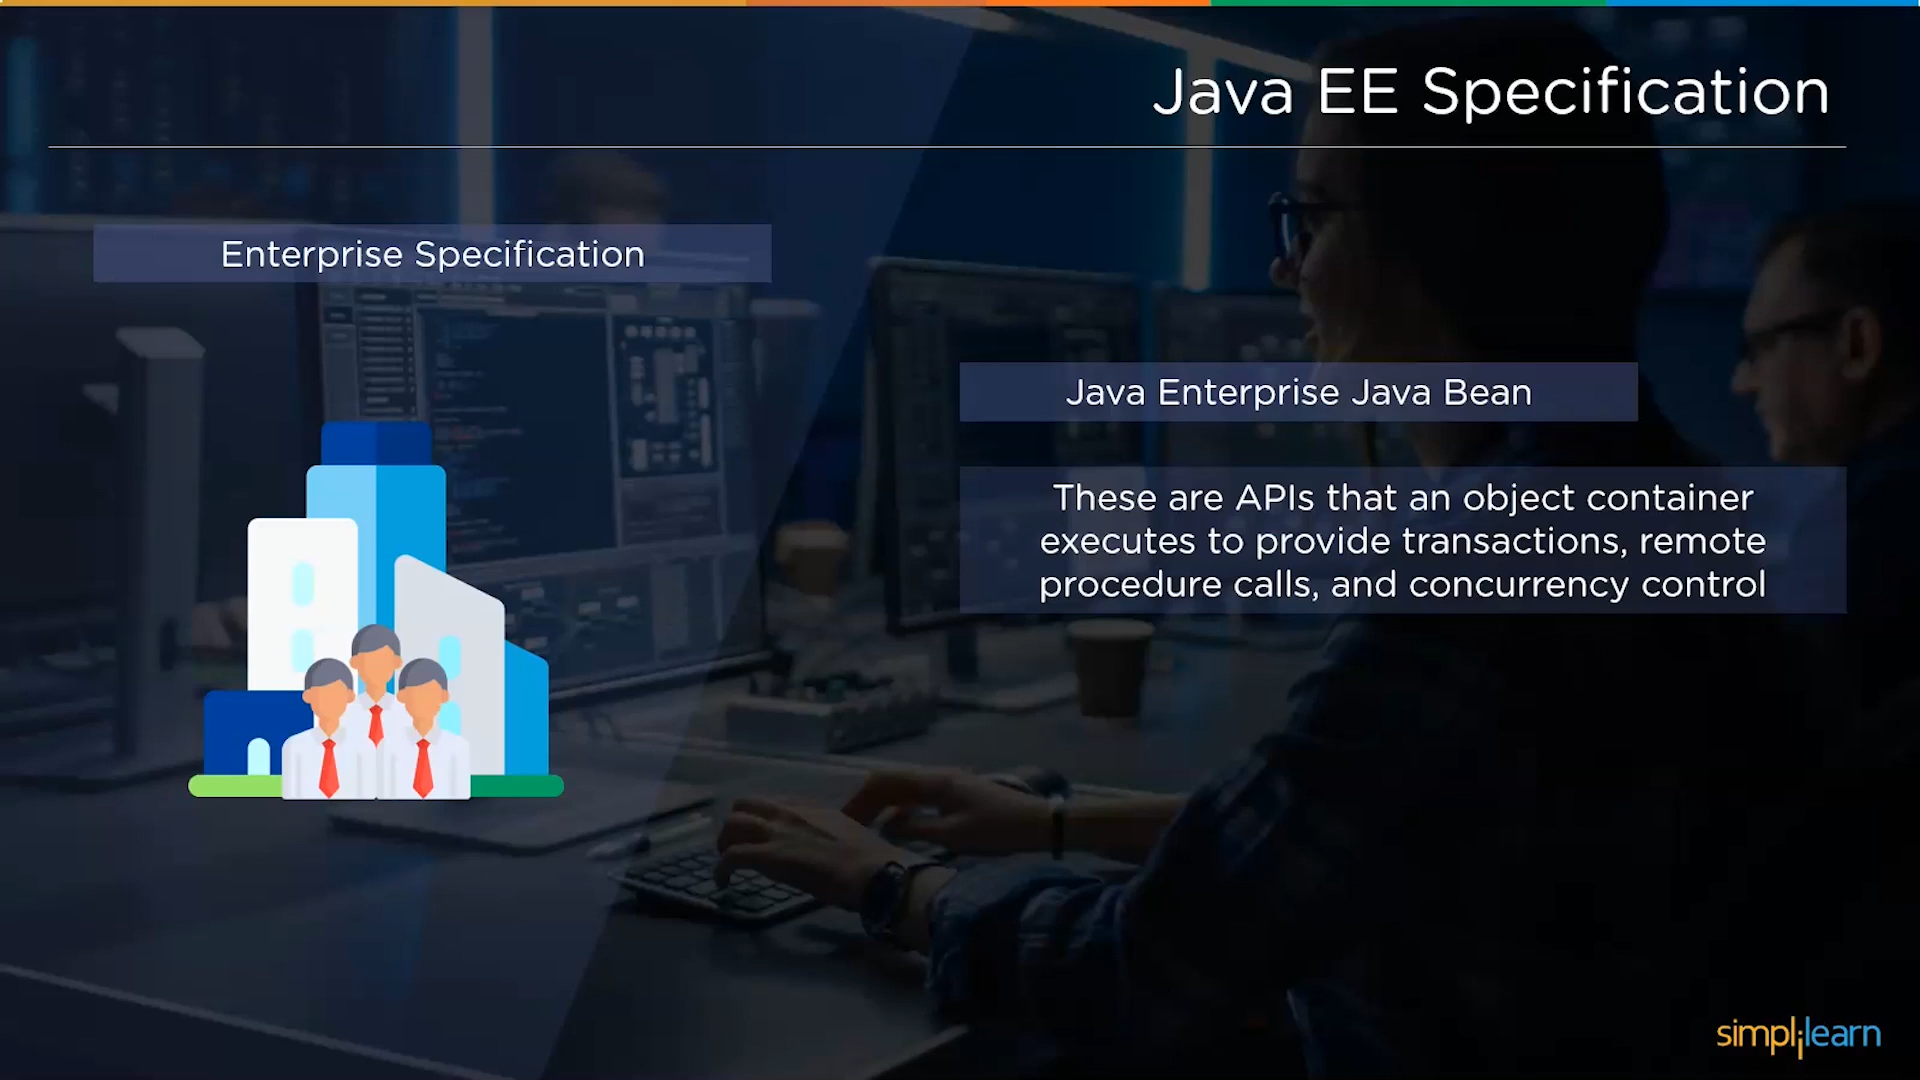 Java EE Specification
Enterprise Specification
Java Enterprise Java Bean
These are APIs that an object container
executes to provide transactions, remote
procedure calls, and concurrency control
simplilearn